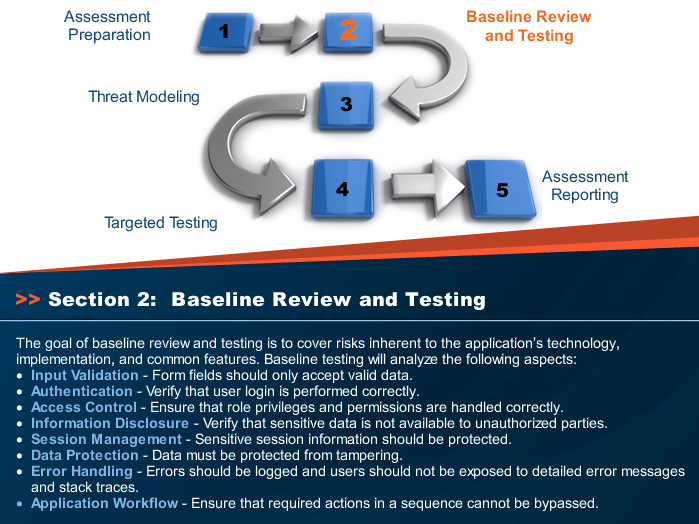 Assessment
Preparation
1
2
Baseline Review
and Testing
Threat Modeling
3
4
5
Assessment
Reporting
Targeted Testing
>> Section 2: Baseline Review and Testing
The goal of baseline review and testing is to cover risks inherent to the application's technology,
implementation, and common features. Baseline testing will analyze the following aspects:
• Input Validation - Form fields should only accept valid data.
• Authentication - Verify that user login is performed correctly.
• Access Control - Ensure that role privileges and permissions are handled correctly.
• Information Disclosure - Verify that sensitive data is not available to unauthorized parties.
• Session Management - Sensitive session information should be protected.
• Data Protection - Data must be protected from tampering.
• Error Handling - Errors should be logged and users should not be exposed to detailed error messages
and stack traces.
• Application Workflow - Ensure that required actions in a sequence cannot be bypassed.